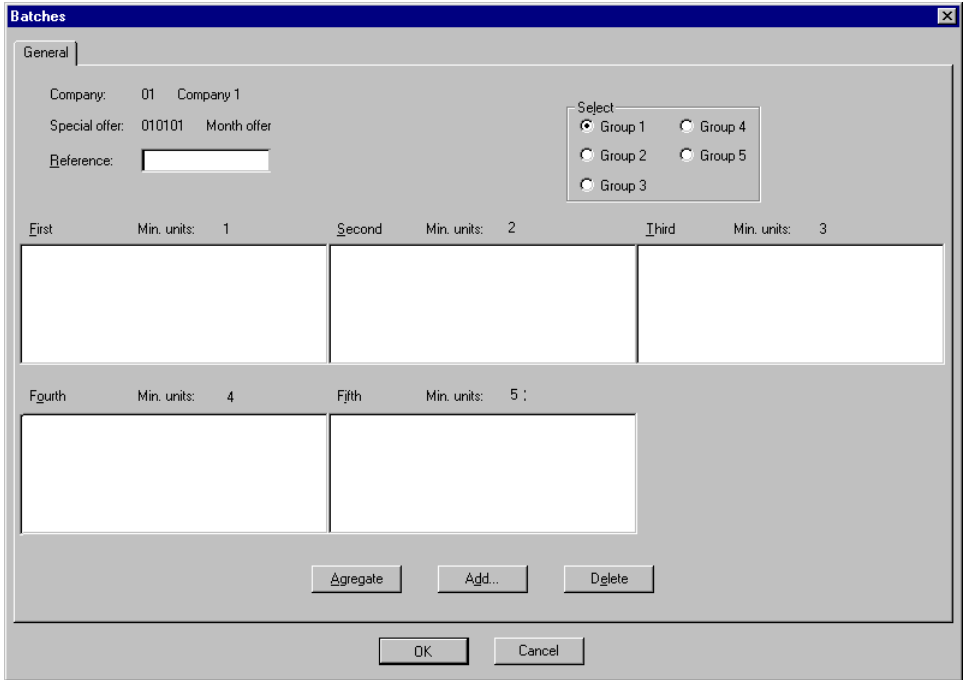 Batches
General
Company: 01 Company 1
Special offer: 010101 Month offer
Reference:
Select
Group 1 Group 4
Group 2 Group 5
Group 3
First Min. units: 1 Second Min. units: 2 Third Min. units: 3
Fourth Min. units: 4 Fifth Min. units: 5 :
Agregate Add... Delete
OK Cancel